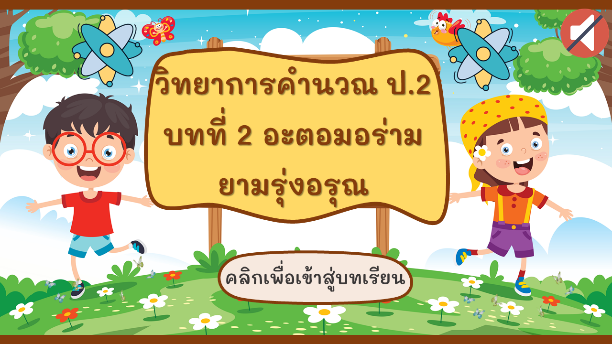 วิทยาการคำนวณ ป.2
บทที่ 2 อะตอมอร่าม
ยามรุ่งอรุณ
คลิกเพื่อเข้าสู่บทเรียน